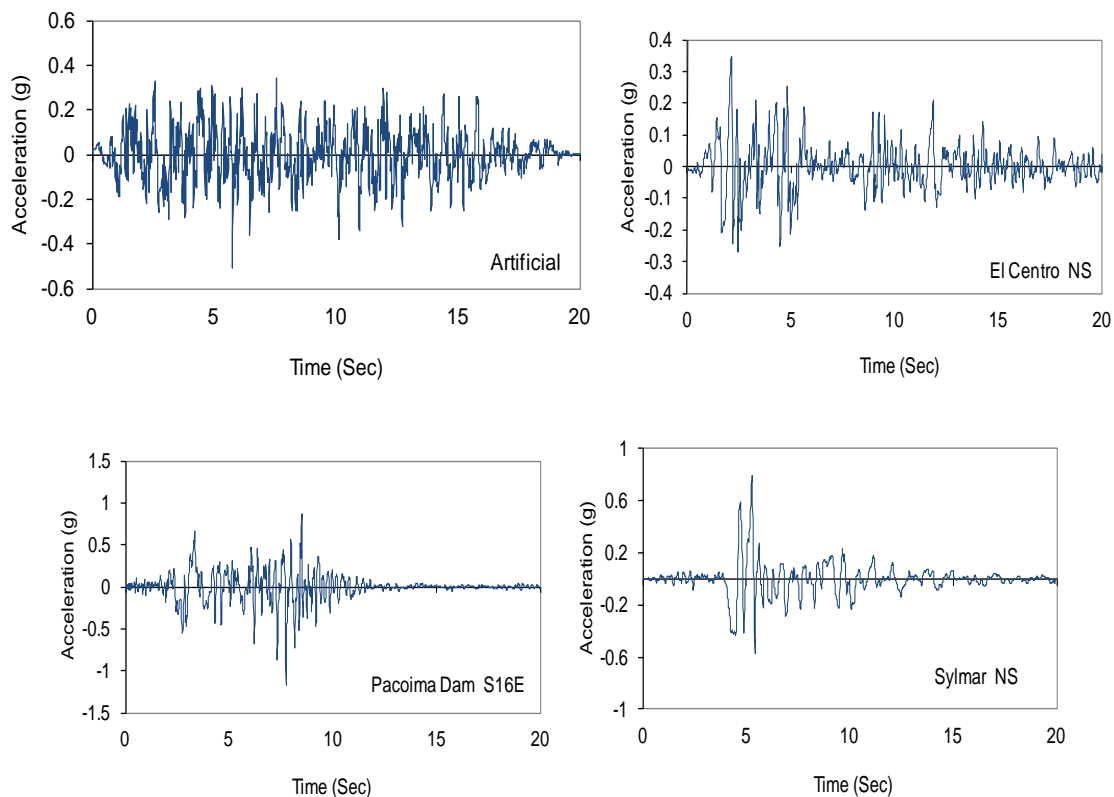 Acceleration (g)
0.6
0.4
0.2
0
-0.2
-0.4
-0.6
Artificial
0 5 10 15 20
Time (Sec)
Acceleration (g)
0.4
0.3
0.2
0.1
0
-0.1
-0.2
-0.3
-0.4
El Centro NS
0 5 10 15 20
Time (Sec)
Acceleration (g)
1.5
1
0.5
0
-0.5
-1
-1.5
Pacoima Dam S16E
0 5 10 15 20
Time (Sec)
Acceleration (g)
1
0.6
0.2
-0.2
-0.6
-1
Sylmar NS
0 5 10 15 20
Time (Sec)